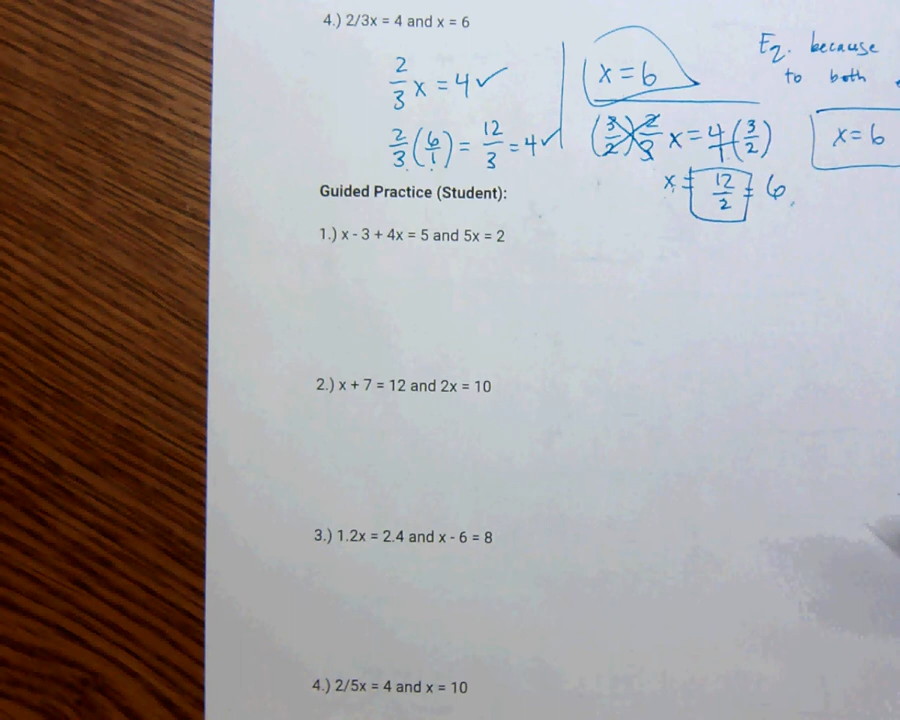 4.) 2/3x = 4 and x = 6
Eq. because
to both
2/3 x = 4 ✓
x = 6
2/3 (6/1) = 12/3 = 4 ✓
(3/2) 2/3 x = 4/1 (3/2)
x = 6
x = 12/2 = 6
Guided Practice (Student):
1.) x - 3 + 4x = 5 and 5x = 2
2.) x + 7 = 12 and 2x = 10
3.) 1.2x = 2.4 and x - 6 = 8
4.) 2/5x = 4 and x = 10